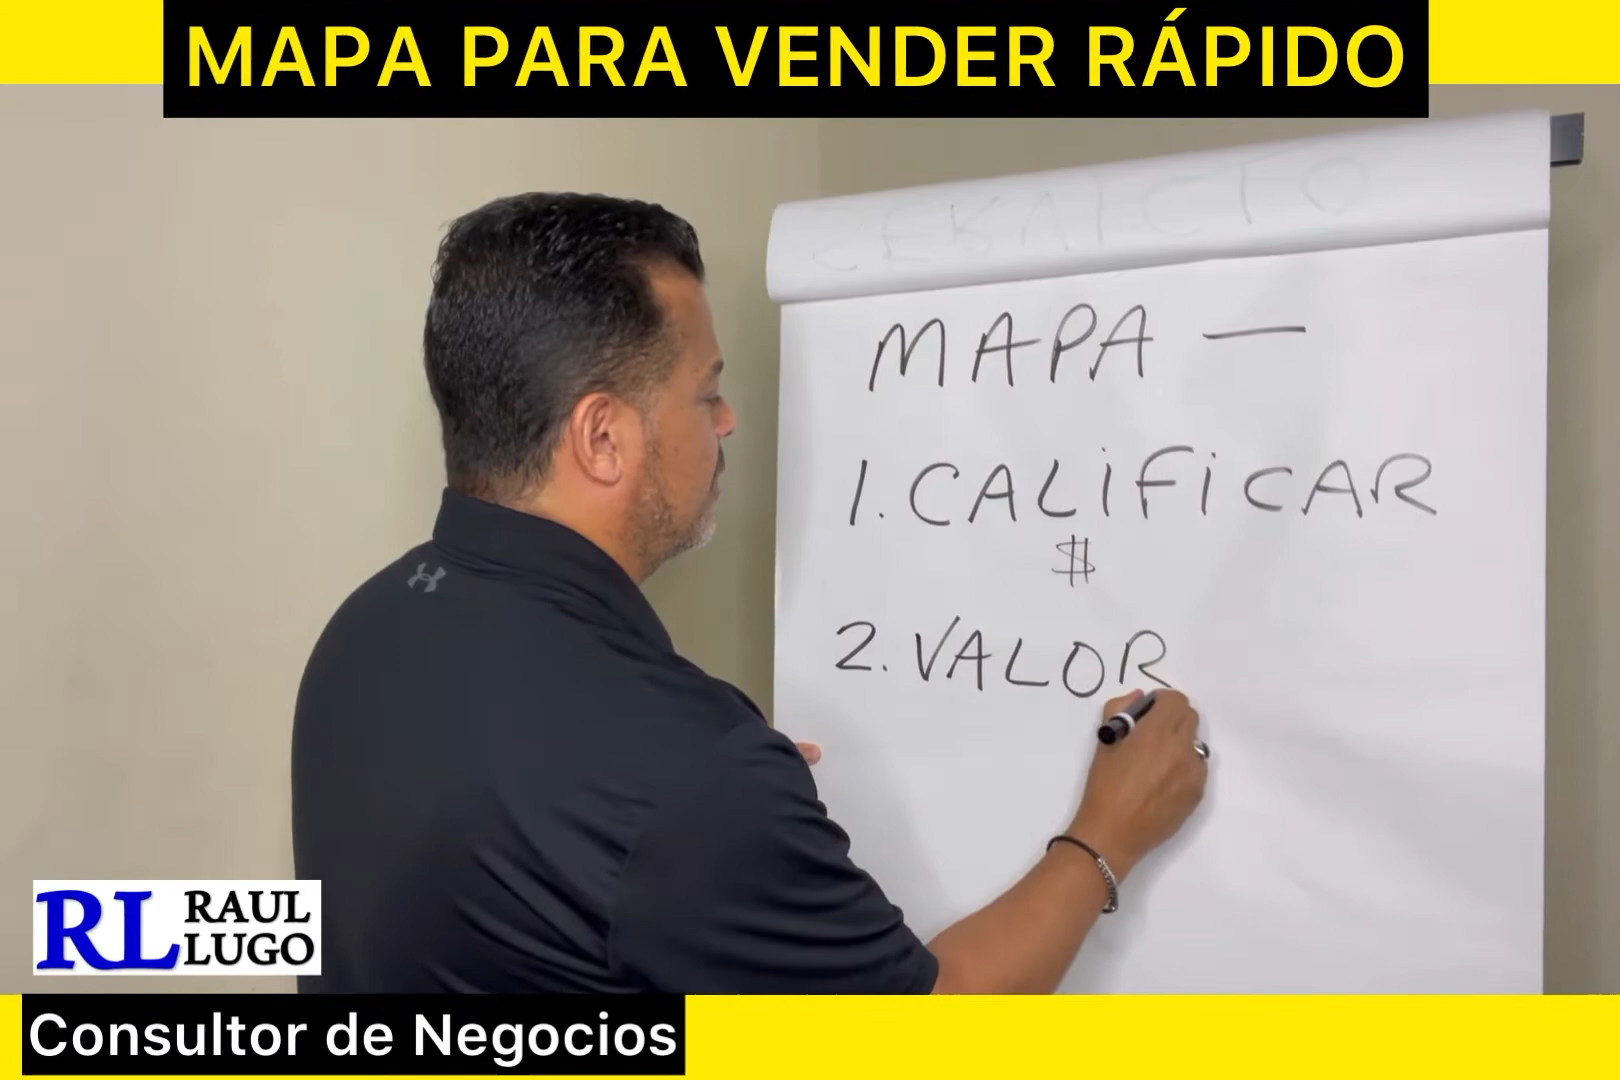 MAPA PARA VENDER RÁPIDO
MAPA —
1. CALiFiCAR
$
2. VALOR
RL RAUL
LUGO
Consultor de Negocios